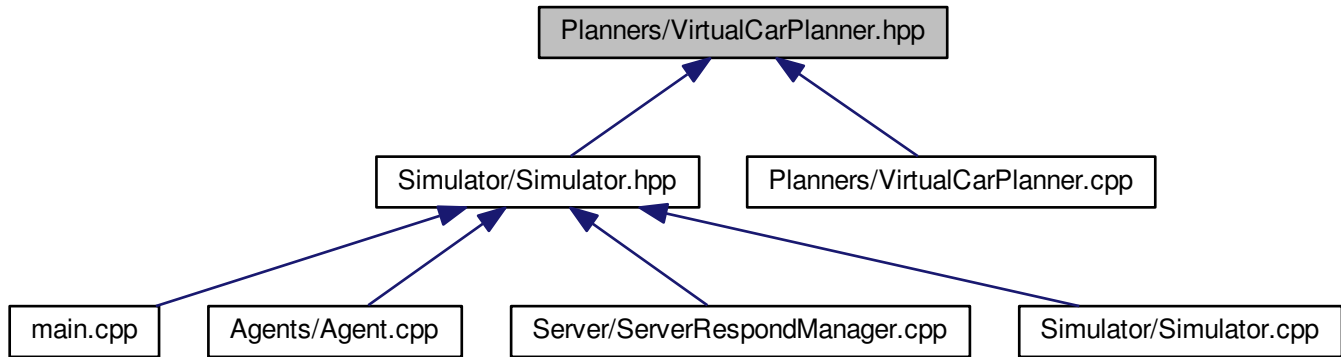 Planners/VirtualCarPlanner.hpp
Simulator/Simulator.hpp
Planners/VirtualCarPlanner.cpp
main.cpp
Agents/Agent.cpp
Server/ServerRespondManager.cpp
Simulator/Simulator.cpp